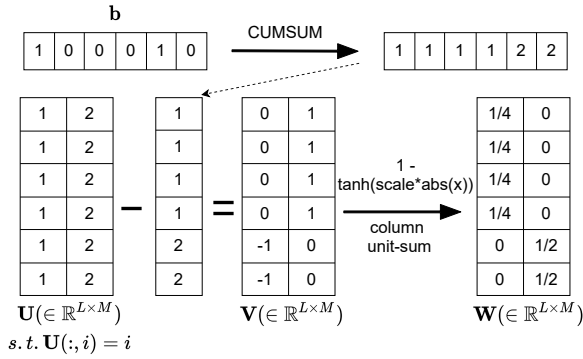 b
1 0 0 0 1 0
CUMSUM
1 1 1 1 2 2
1 2 1 0 1 1/4 0
1 2 1 0 1 1/4 0
1 2 1 0 1 1/4 0
1 2 − 1 = 0 1 1/4 0
1 2 2 -1 0 0 1/2
1 2 2 -1 0 0 1/2
1 -
tanh(scale*abs(x))
column
unit-sum
U(∈ ℝ^{L×M})
V(∈ ℝ^{L×M})
W(∈ ℝ^{L×M})
s.t. U(:, i) = i